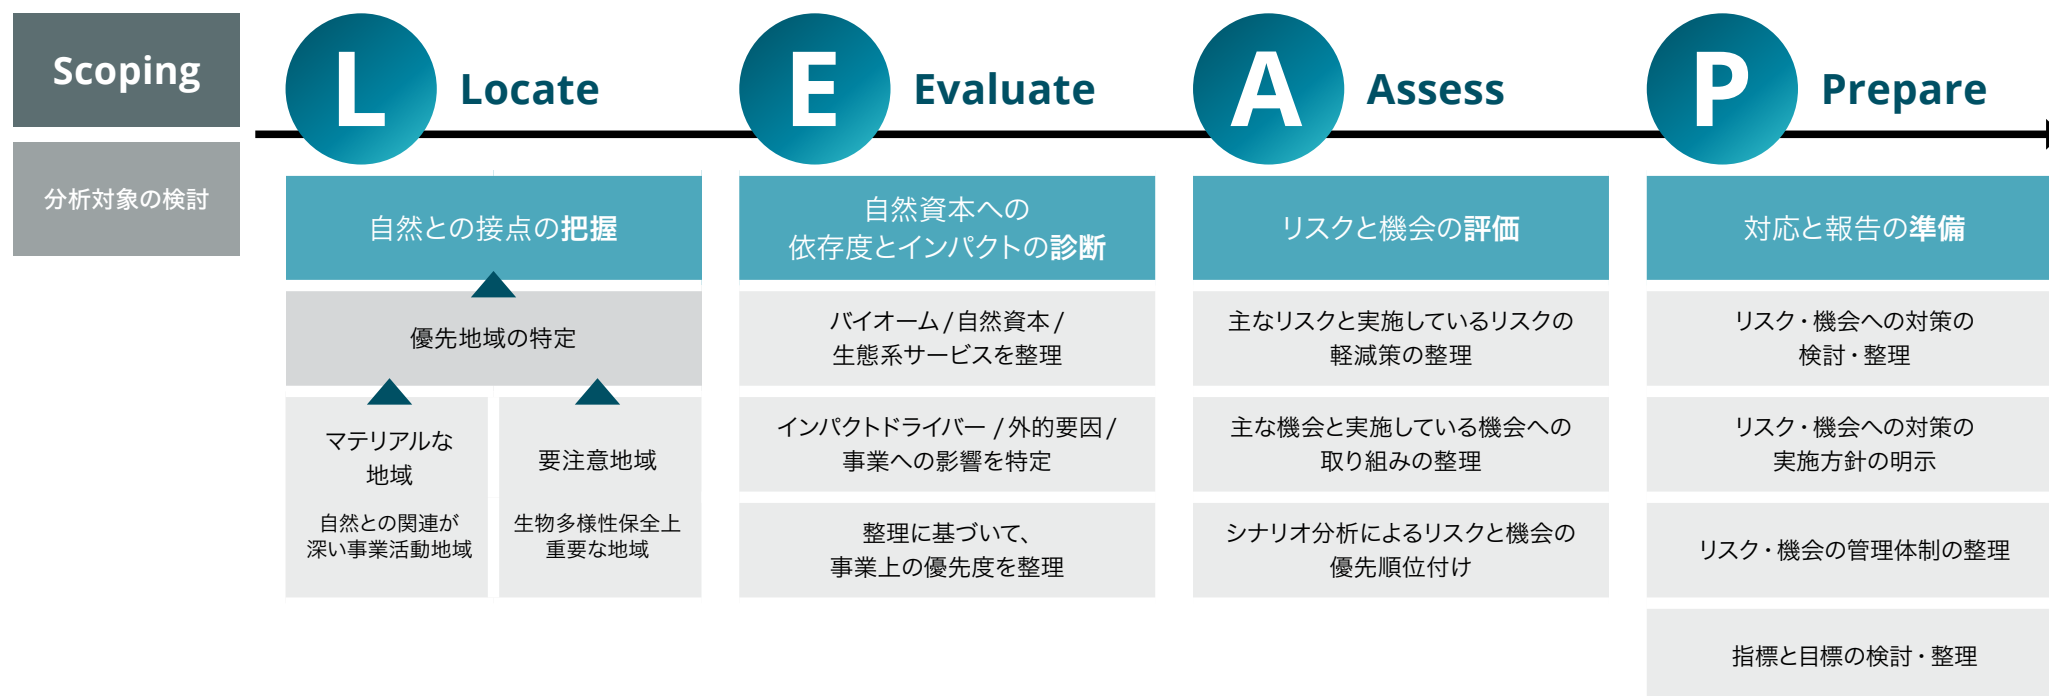 Scoping
分析対象の検討
L
Locate
自然との接点の把握
優先地域の特定
マテリアルな
地域
自然との関連が
深い事業活動地域
要注意地域
生物多様性保全上
重要な地域
E
Evaluate
自然資本への
依存度とインパクトの診断
バイオーム/自然資本/
生態系サービスを整理
インパクトドライバー /外的要因/
事業への影響を特定
整理に基づいて、
事業上の優先度を整理
A
Assess
リスクと機会の評価
主なリスクと実施しているリスクの
軽減策の整理
主な機会と実施している機会への
取り組みの整理
シナリオ分析によるリスクと機会の
優先順位付け
P
Prepare
対応と報告の準備
リスク・機会への対策の
検討・整理
リスク・機会への対策の
実施方針の明示
リスク・機会の管理体制の整理
指標と目標の検討・整理